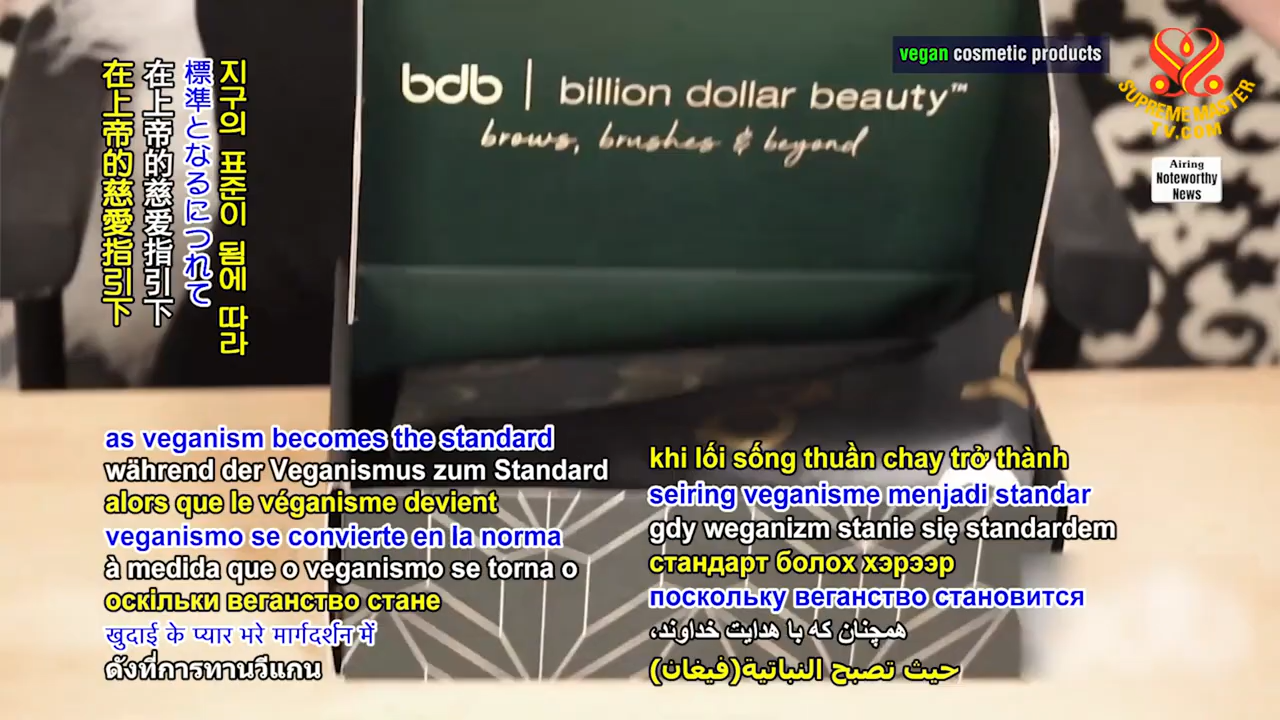 bdb | billion dollar beauty™
brows, brushes & beyond
vegan cosmetic products
SUPREME MASTER
TV.COM
Airing
Noteworthy
News
지구의 표준이 됨에 따라
標準となるにつれて
在上帝的慈爱指引下
在上帝的慈愛指引下
as veganism becomes the standard
während der Veganismus zum Standard
alors que le véganisme devient
veganismo se convierte en la norma
à medida que o veganismo se torna o
оскільки веганство стане
खुदाई के प्यार भरे मार्गदर्शन में
ดังที่การทานวีแกน
khi lối sống thuần chay trở thành
seiring veganisme menjadi standar
gdy weganizm stanie się standardem
стандарт болох хэрээр
поскольку веганство становится
همچنان که با هدایت خداوند،
حيث تصبح النباتية(فيغان)